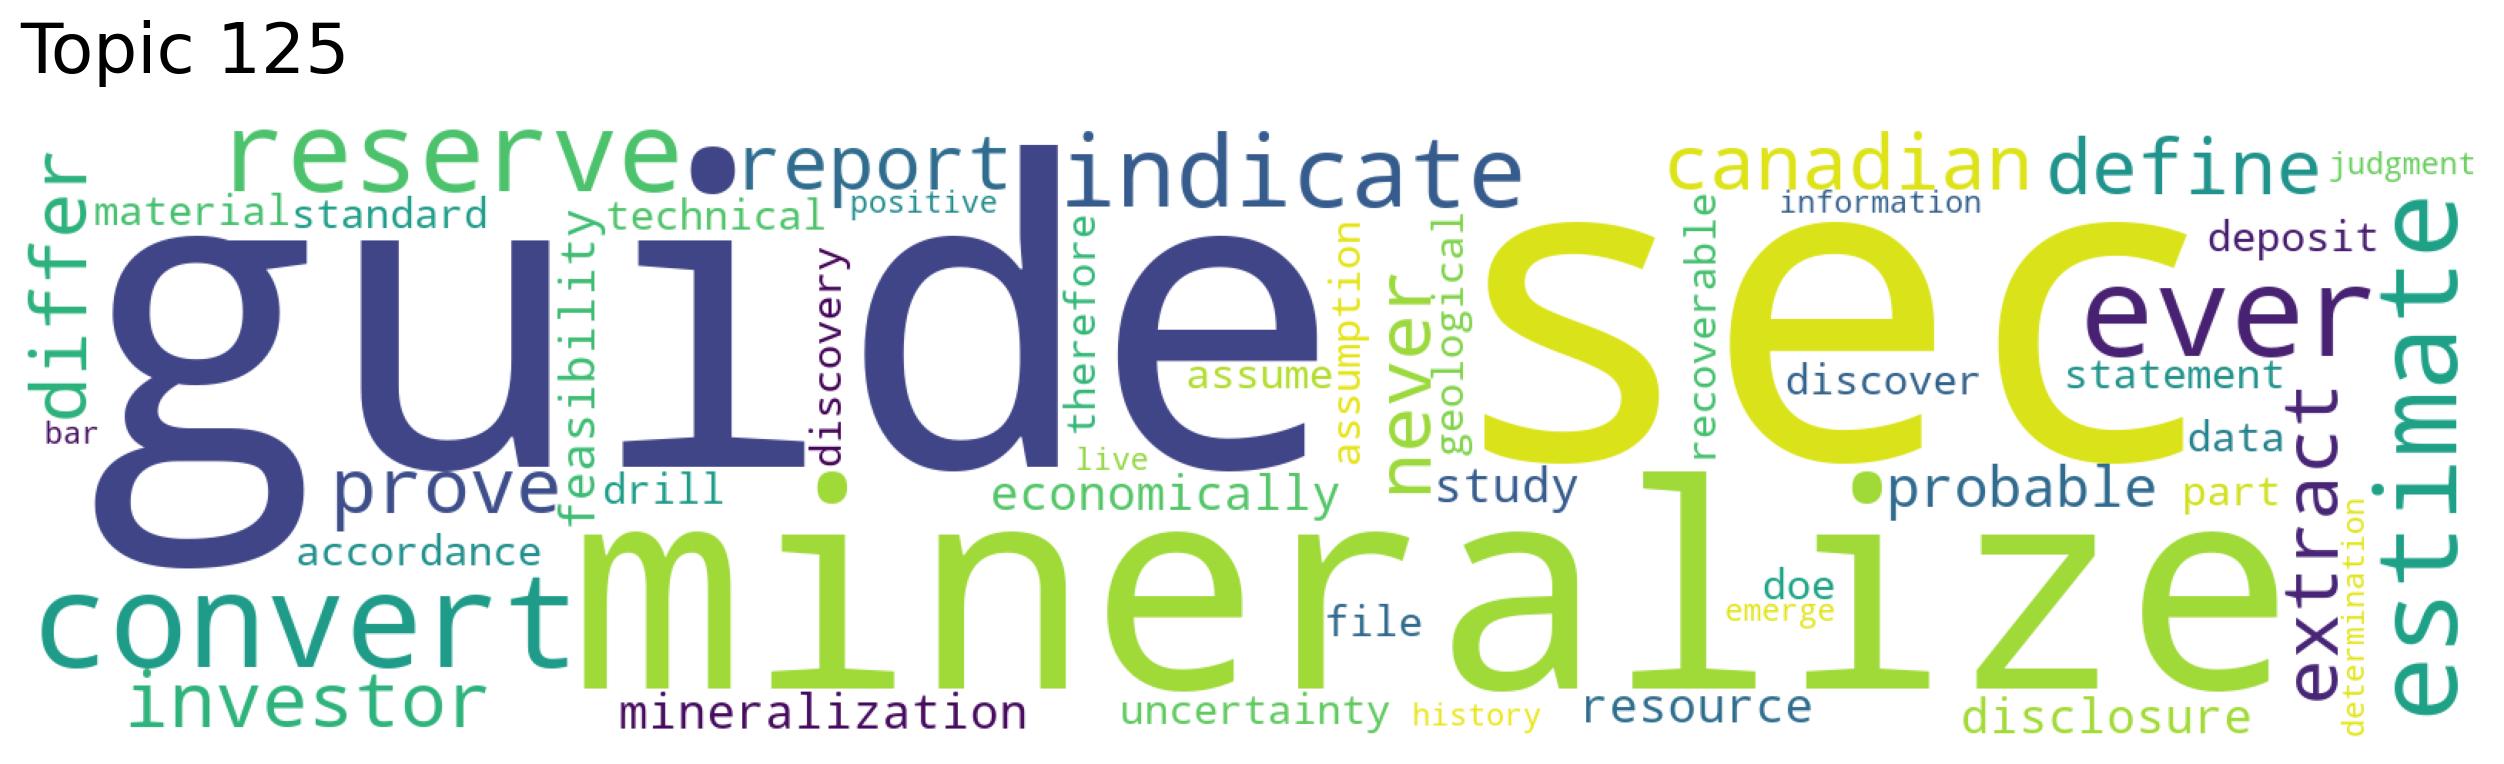 Topic 125
reserve
report
indicate
canadian
define
judgment
differ
material
standard
technical
positive
information
guide
sec
feasibility
discovery
therefore
assume
assumption
never
geological
recoverable
discover
deposit
ever
statement
estimate
bar
prove
drill
live
economically
study
probable
data
part
extract
determination
accordance
convert
mineralize
file
doe
emerge
investor
mineralization
uncertainty
history
resource
disclosure